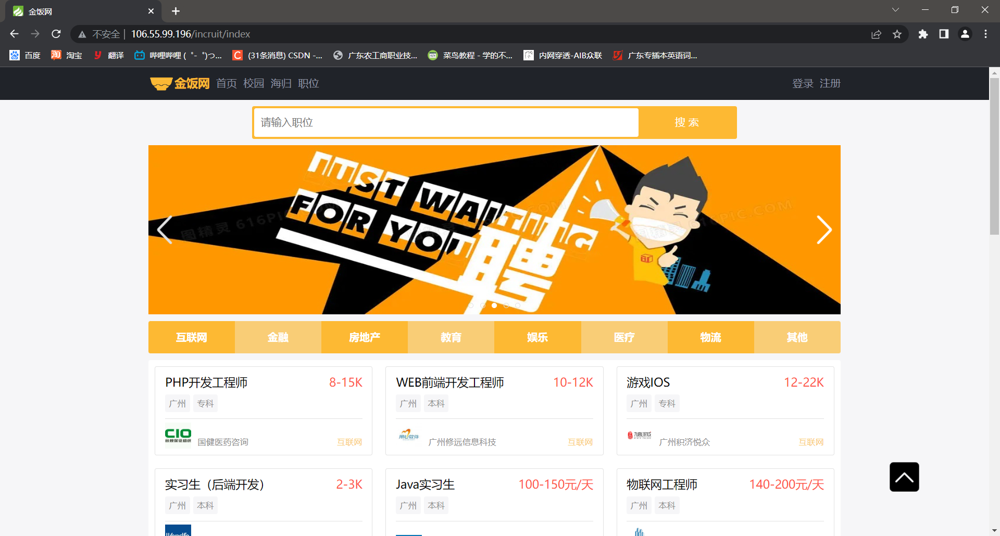 金饭网
不安全 106.55.99.196/incruit/index
百度 淘宝 翻译 哔哩哔哩 (゜-゜)つ... (31条消息) CSDN -... 广东农工商职业技... 菜鸟教程 - 学的不... 内网穿透-AIB众联 广东专插本英语词...
金饭网 首页 校园 海归 职位 登录 注册
请输入职位 搜 索
JUST WAITING
FOR YOU
聘
图精灵 616PIC.COM
互联网 金融 房地产 教育 娱乐 医疗 物流 其他
PHP开发工程师 8-15K
广州 专科
CIO
合规保证组织
国健医药咨询 互联网
WEB前端开发工程师 10-12K
广州 本科
用心软件
广州修远信息科技 互联网
游戏IOS 12-22K
广州 专科
广州积济悦众 互联网
实习生（后端开发） 2-3K
广州 本科
Java实习生 100-150元/天
广州 本科
物联网工程师 140-200元/天
广州 本科